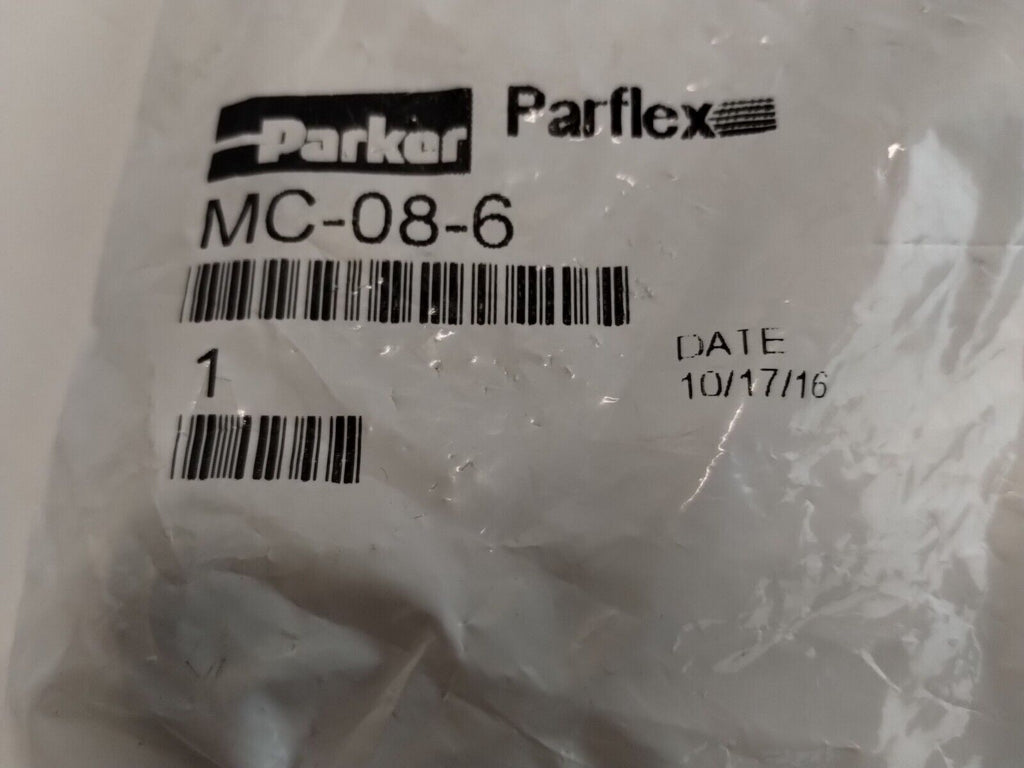 Parker Parflex
MC-08-6
1
DATE
10/17/16